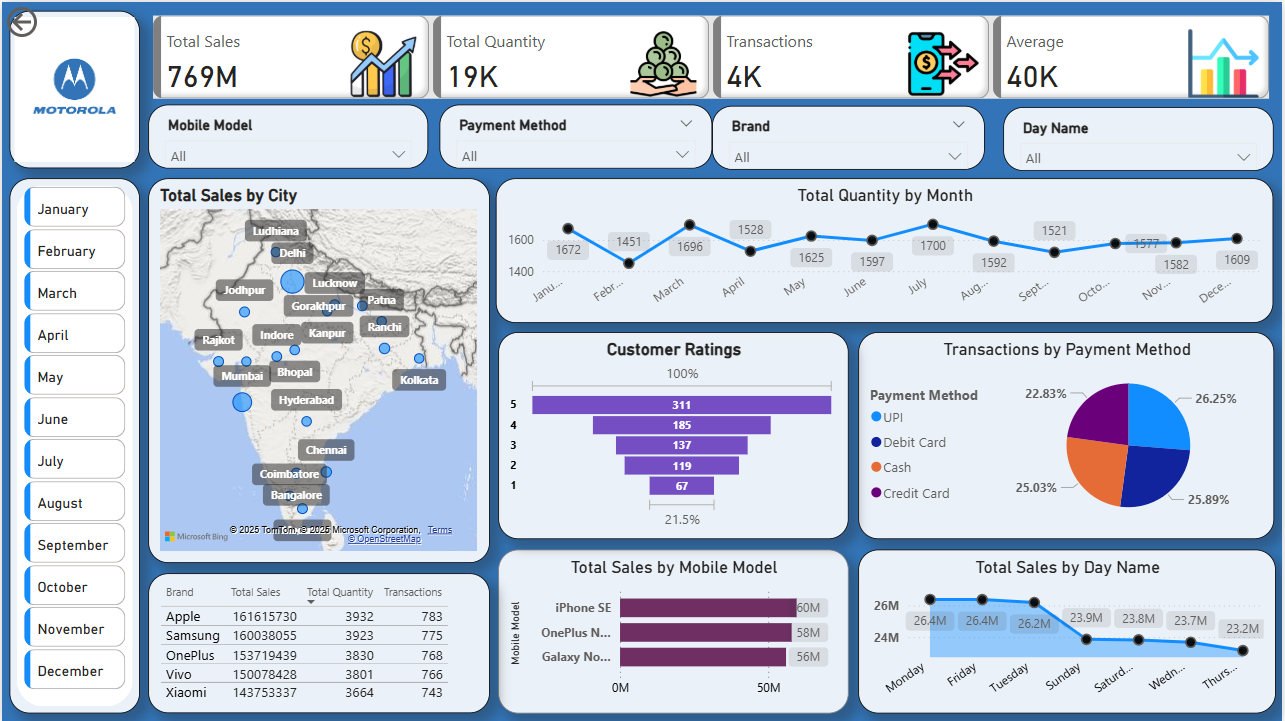 MOTOROLA
Total Sales
769M
Total Quantity
19K
Transactions
4K
Average
40K
Mobile Model
All
Payment Method
All
Brand
All
Day Name
All
January
February
March
April
May
June
July
August
September
October
November
December
Total Sales by City
Ludhiana
Delhi
Lucknow
Jodhpur
Patna
Gorakhpur
Ranchi
Kanpur
Indore
Rajkot
Bhopal
Mumbai
Kolkata
Hyderabad
Chennai
Coimbatore
Bangalore
© 2025 TomTom, © 2025 Microsoft Corporation, Terms
© OpenStreetMap
Microsoft Bing
Total Quantity by Month
1600
1400
1672
1451
1696
1528
1625
1597
1700
1592
1521
1577
1582
1609
Janu...
Febr...
March
April
May
June
July
Aug...
Sept...
Octo...
Nov...
Dece...
Customer Ratings
100%
5 311
4 185
3 137
2 119
1 67
21.5%
Transactions by Payment Method
Payment Method
UPI
Debit Card
Cash
Credit Card
22.83%
26.25%
25.03%
25.89%
Brand Total Sales Total Quantity Transactions
Apple 161615730 3932 783
Samsung 160038055 3923 775
OnePlus 153719439 3830 768
Vivo 150078428 3801 766
Xiaomi 143753337 3664 743
Total Sales by Mobile Model
Mobile Model
iPhone SE 60M
OnePlus N... 58M
Galaxy No... 56M
0M 50M
Total Sales by Day Name
26M
24M
26.4M
26.4M
26.2M
23.9M
23.8M
23.7M
23.2M
Monday
Friday
Tuesday
Sunday
Saturd...
Wedn...
Thurs...